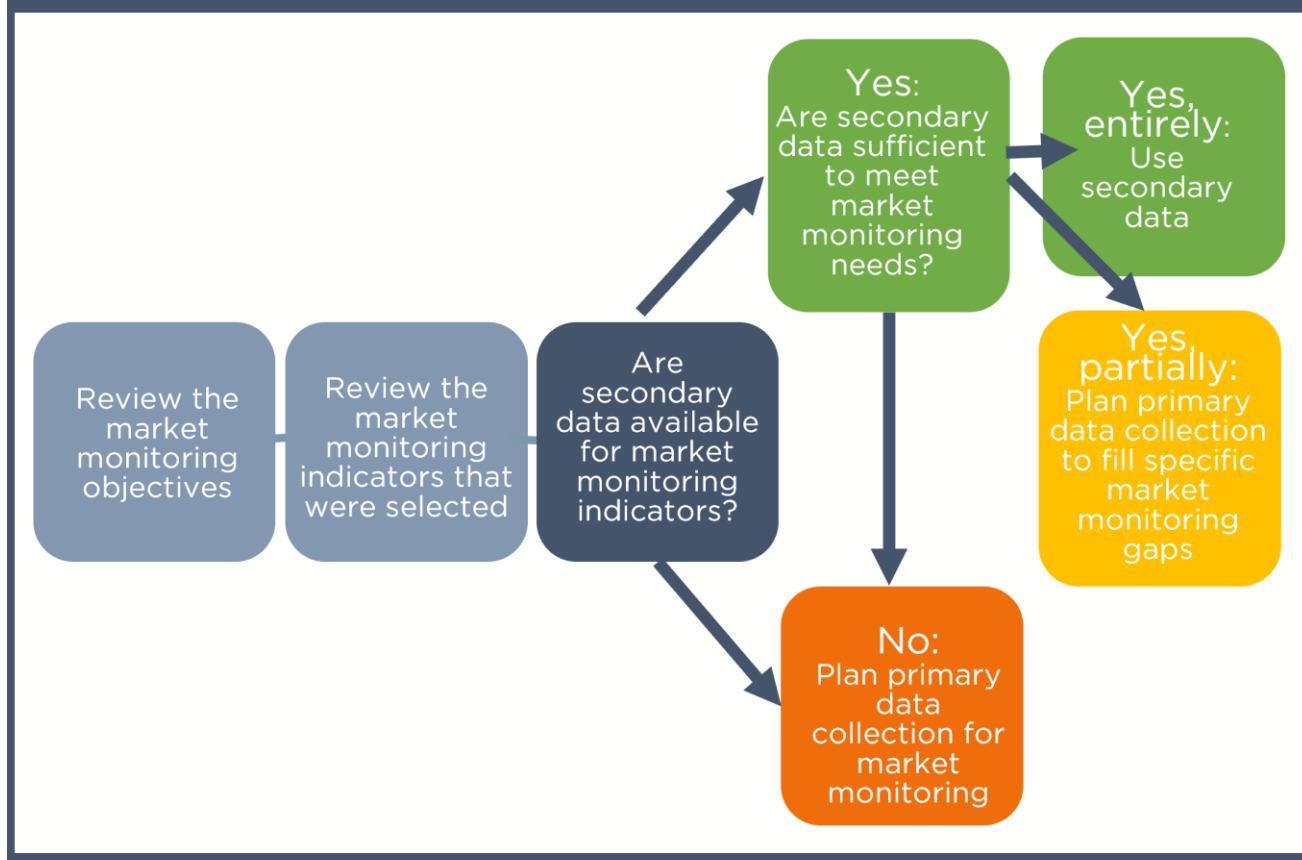 Review the
market
monitoring
objectives
Review the
market
monitoring
indicators that
were selected
Are
secondary
data available
for market
monitoring
indicators?
Yes:
Are secondary
data sufficient
to meet
market
monitoring
needs?
Yes,
entirely:
Use
secondary
data
Yes,
partially:
Plan primary
data collection
to fill specific
market
monitoring
gaps
No:
Plan primary
data
collection for
market
monitoring